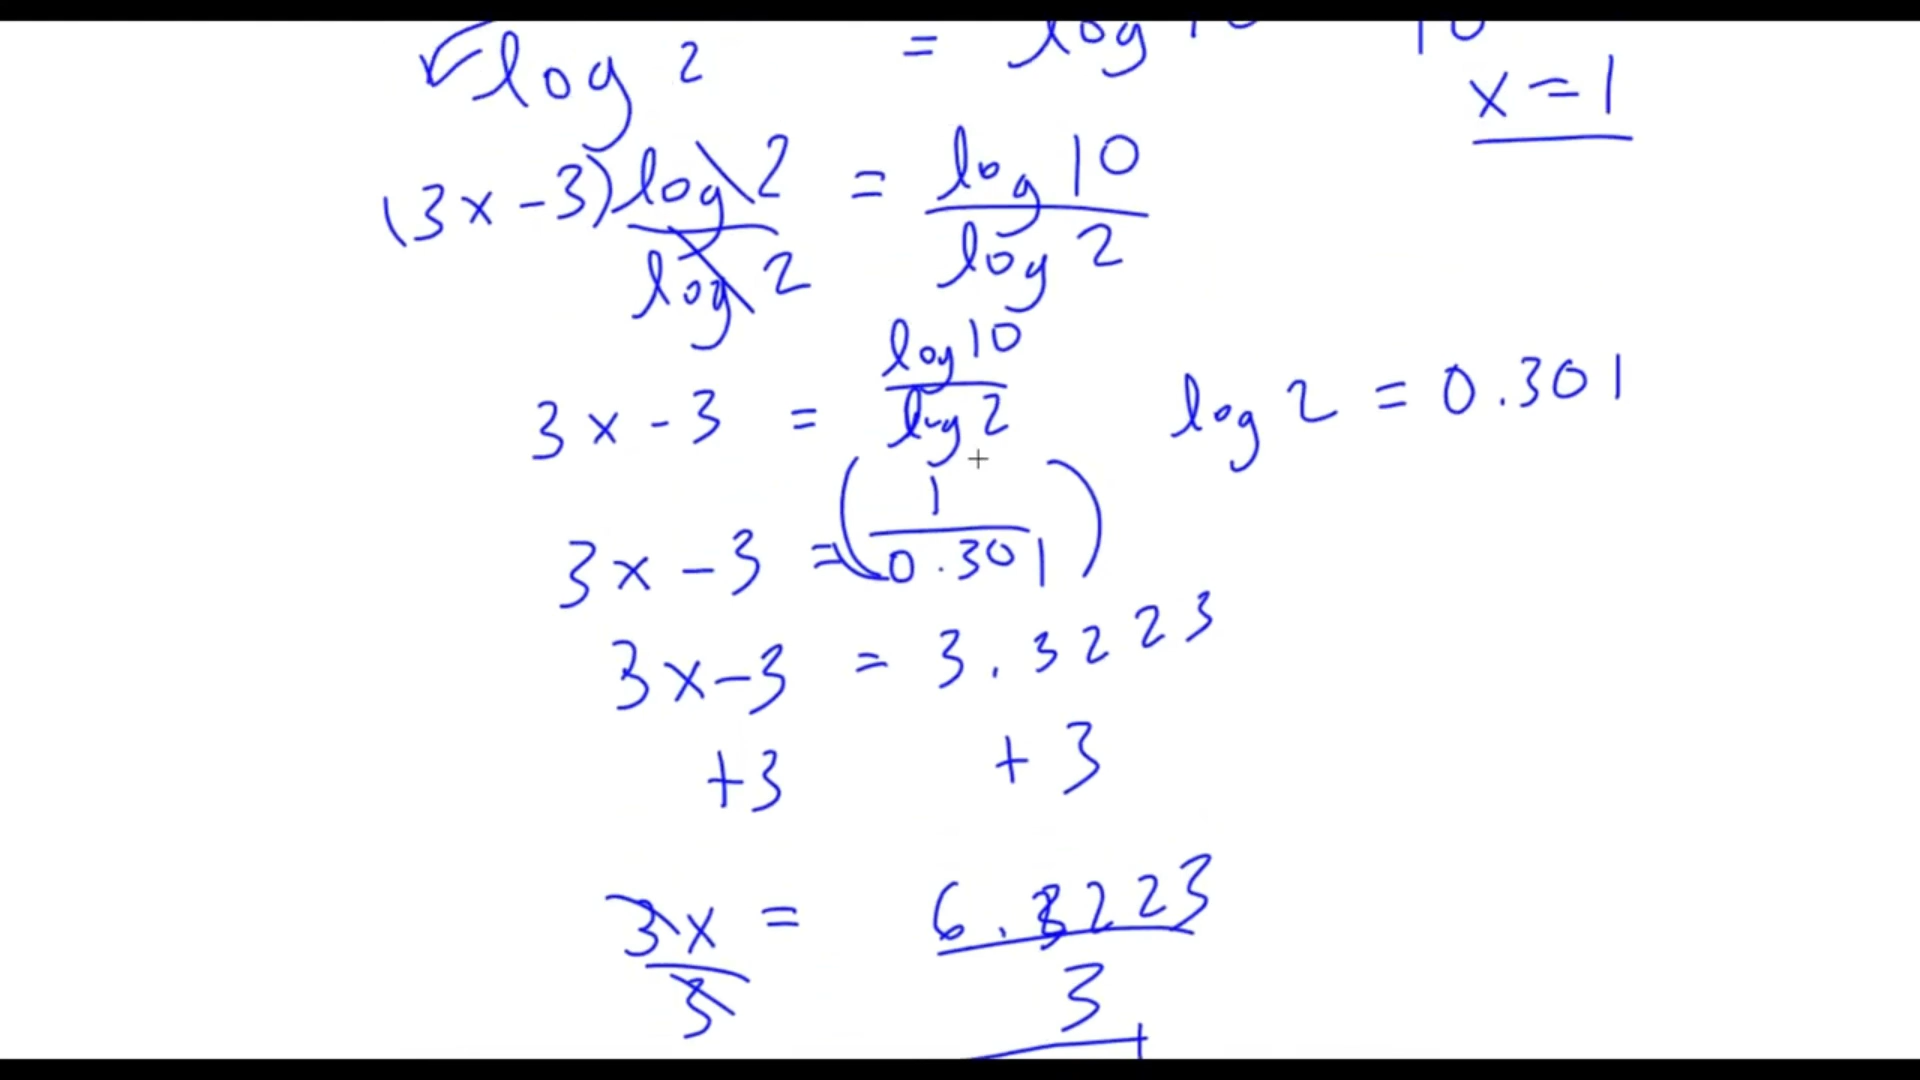 log 2 = log 10 10
x = 1
(3x - 3) log 2 = log 10
log 2 log 2
log 10
3x - 3 = log 2 log 2 = 0.301
1
3x - 3 = ( 0.301 )
3x - 3 = 3.3223
+3 + 3
3x = 6.3223
3 3